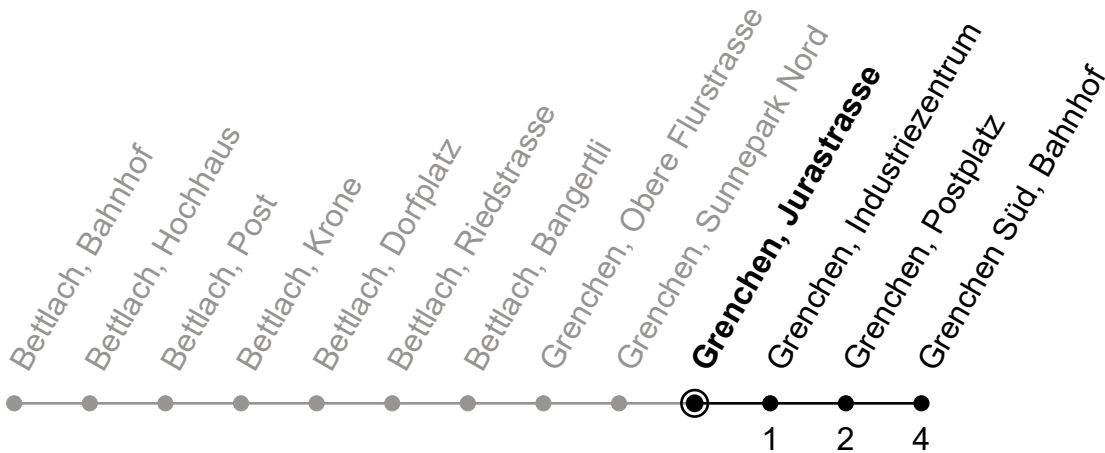 Bettlach, Bahnhof
Bettlach, Hochhaus
Bettlach, Post
Bettlach, Krone
Bettlach, Dorfplatz
Bettlach, Riedstrasse
Bettlach, Bangertli
Grenchen, Obere Flurstrasse
Grenchen, Sunnepark Nord
Grenchen, Jurastrasse
Grenchen, Industriezentrum
Grenchen, Postplatz
Grenchen Süd, Bahnhof
1 2 4